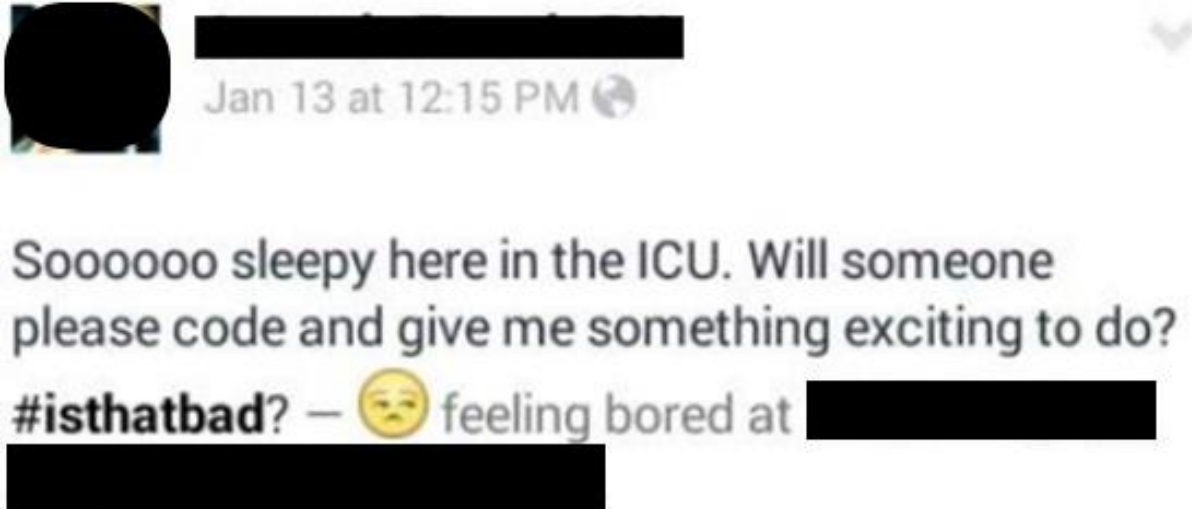 Jan 13 at 12:15 PM
Soooooo sleepy here in the ICU. Will someone
please code and give me something exciting to do?
#isthatbad? — feeling bored at